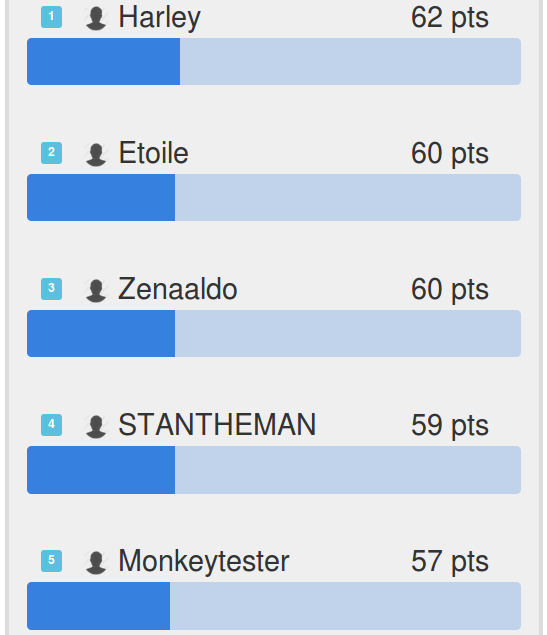 1 Harley 62 pts
2 Etoile 60 pts
3 Zenaaldo 60 pts
4 STANTHEMAN 59 pts
5 Monkeytester 57 pts